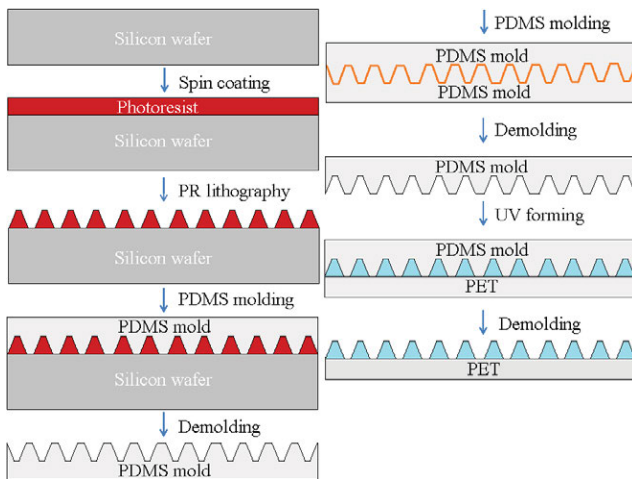 Silicon wafer
Spin coating
Photoresist
Silicon wafer
PR lithography
Silicon wafer
PDMS molding
PDMS mold
Silicon wafer
Demolding
PDMS mold
PDMS molding
PDMS mold
PDMS mold
Demolding
PDMS mold
UV forming
PDMS mold
PET
Demolding
PET